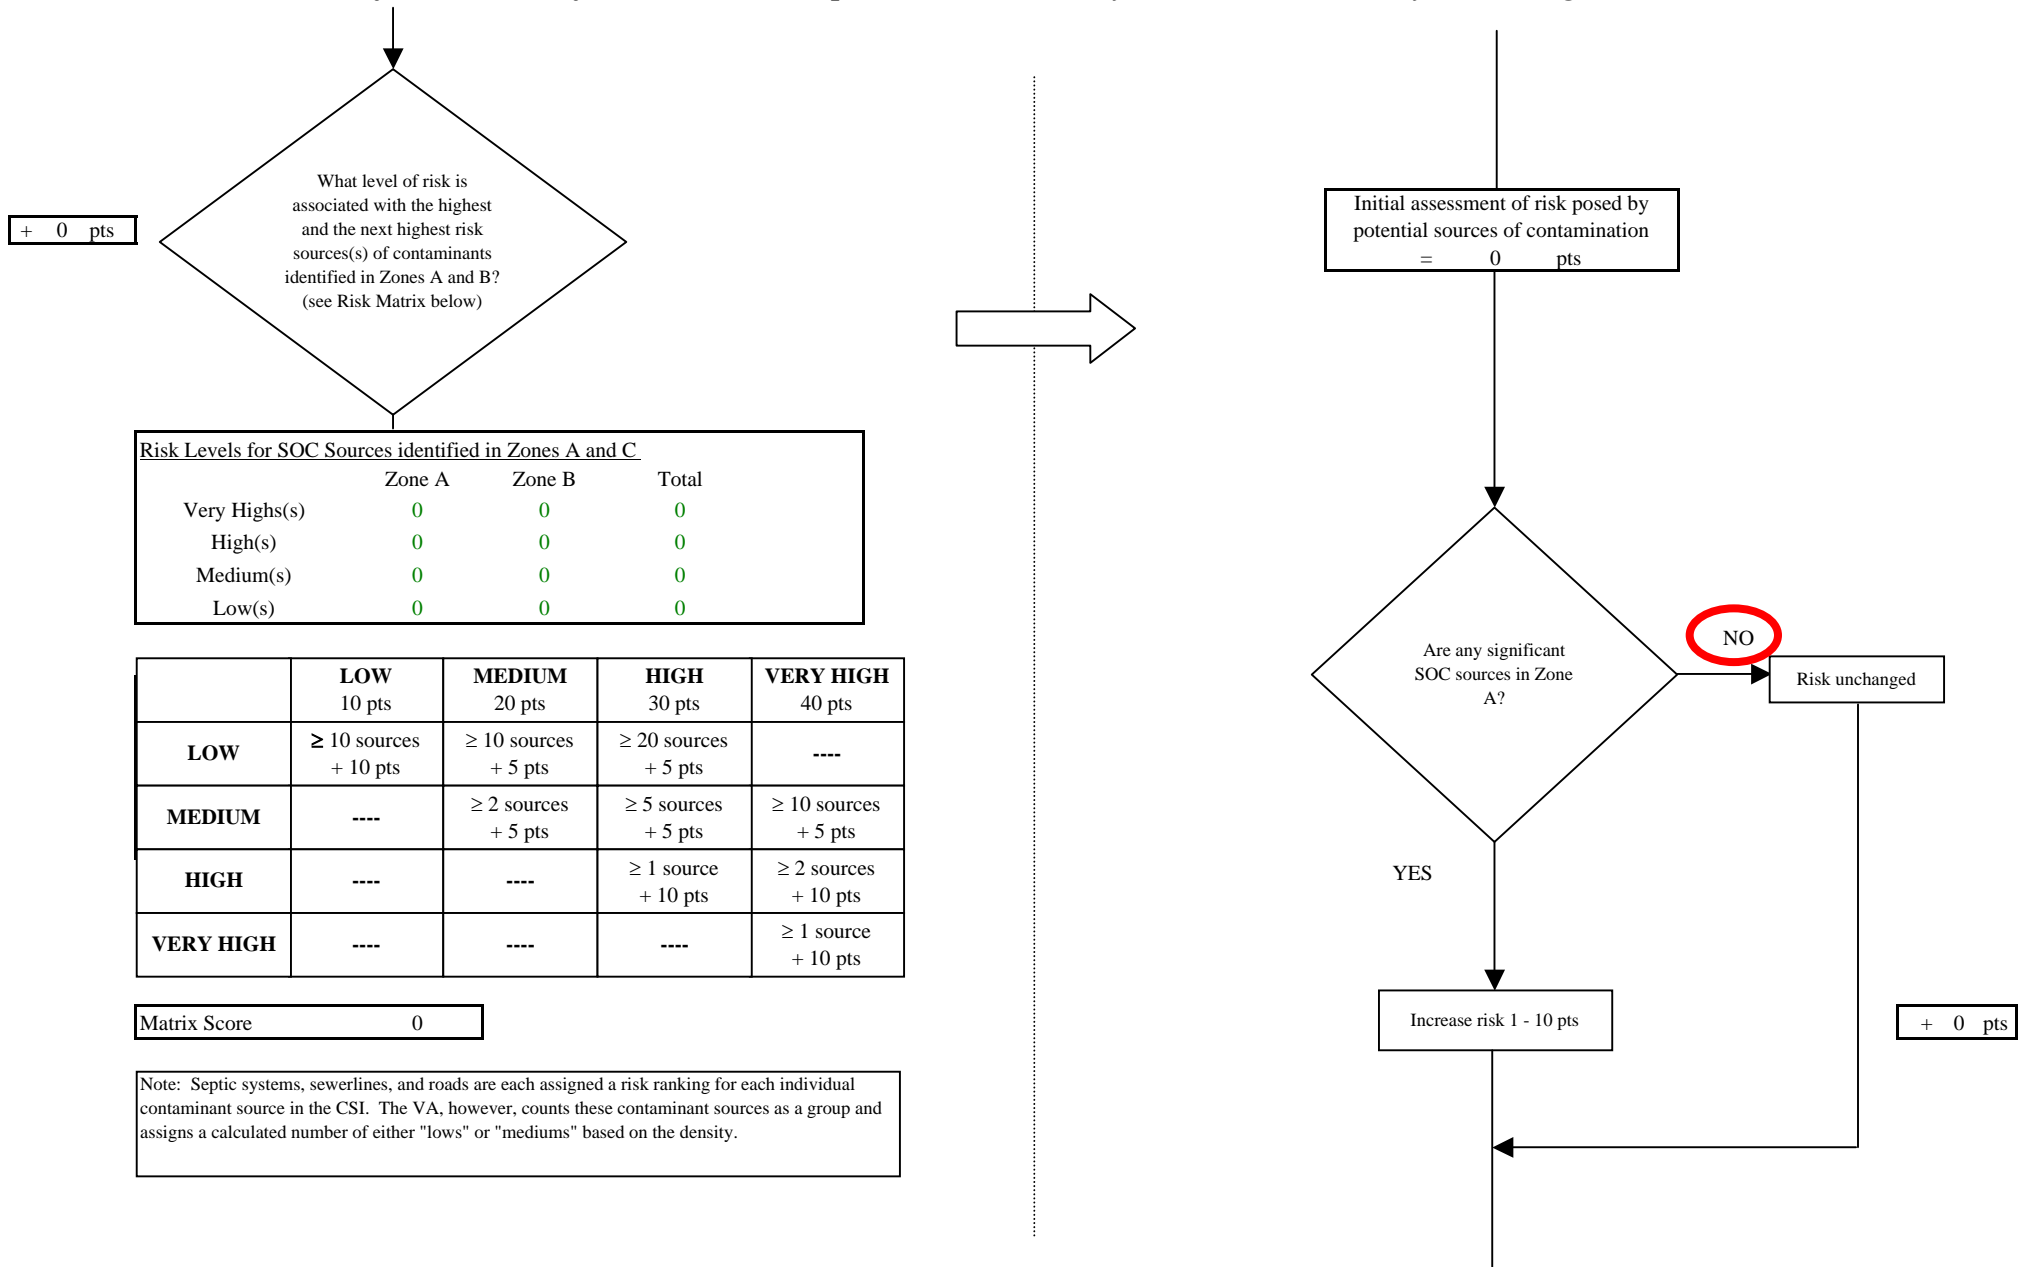 What level of risk is
associated with the highest
and the next highest risk
sources(s) of contaminants
identified in Zones A and B?
(see Risk Matrix below)
+ 0 pts
Risk Levels for SOC Sources identified in Zones A and C
Zone A Zone B Total
Very Highs(s) 0 0 0
High(s) 0 0 0
Medium(s) 0 0 0
Low(s) 0 0 0
LOW MEDIUM HIGH VERY HIGH
10 pts 20 pts 30 pts 40 pts
LOW ≥ 10 sources + 10 pts ≥ 10 sources + 5 pts ≥ 20 sources + 5 pts ----
MEDIUM ---- ≥ 2 sources + 5 pts ≥ 5 sources + 5 pts ≥ 10 sources + 5 pts
HIGH ---- ---- ≥ 1 source + 10 pts ≥ 2 sources + 10 pts
VERY HIGH ---- ---- ---- ≥ 1 source + 10 pts
Matrix Score 0
Note: Septic systems, sewerlines, and roads are each assigned a risk ranking for each individual
contaminant source in the CSI. The VA, however, counts these contaminant sources as a group and
assigns a calculated number of either "lows" or "mediums" based on the density.
Initial assessment of risk posed by
potential sources of contamination
= 0 pts
Are any significant
SOC sources in Zone
A?
NO
Risk unchanged
YES
Increase risk 1 - 10 pts
+ 0 pts